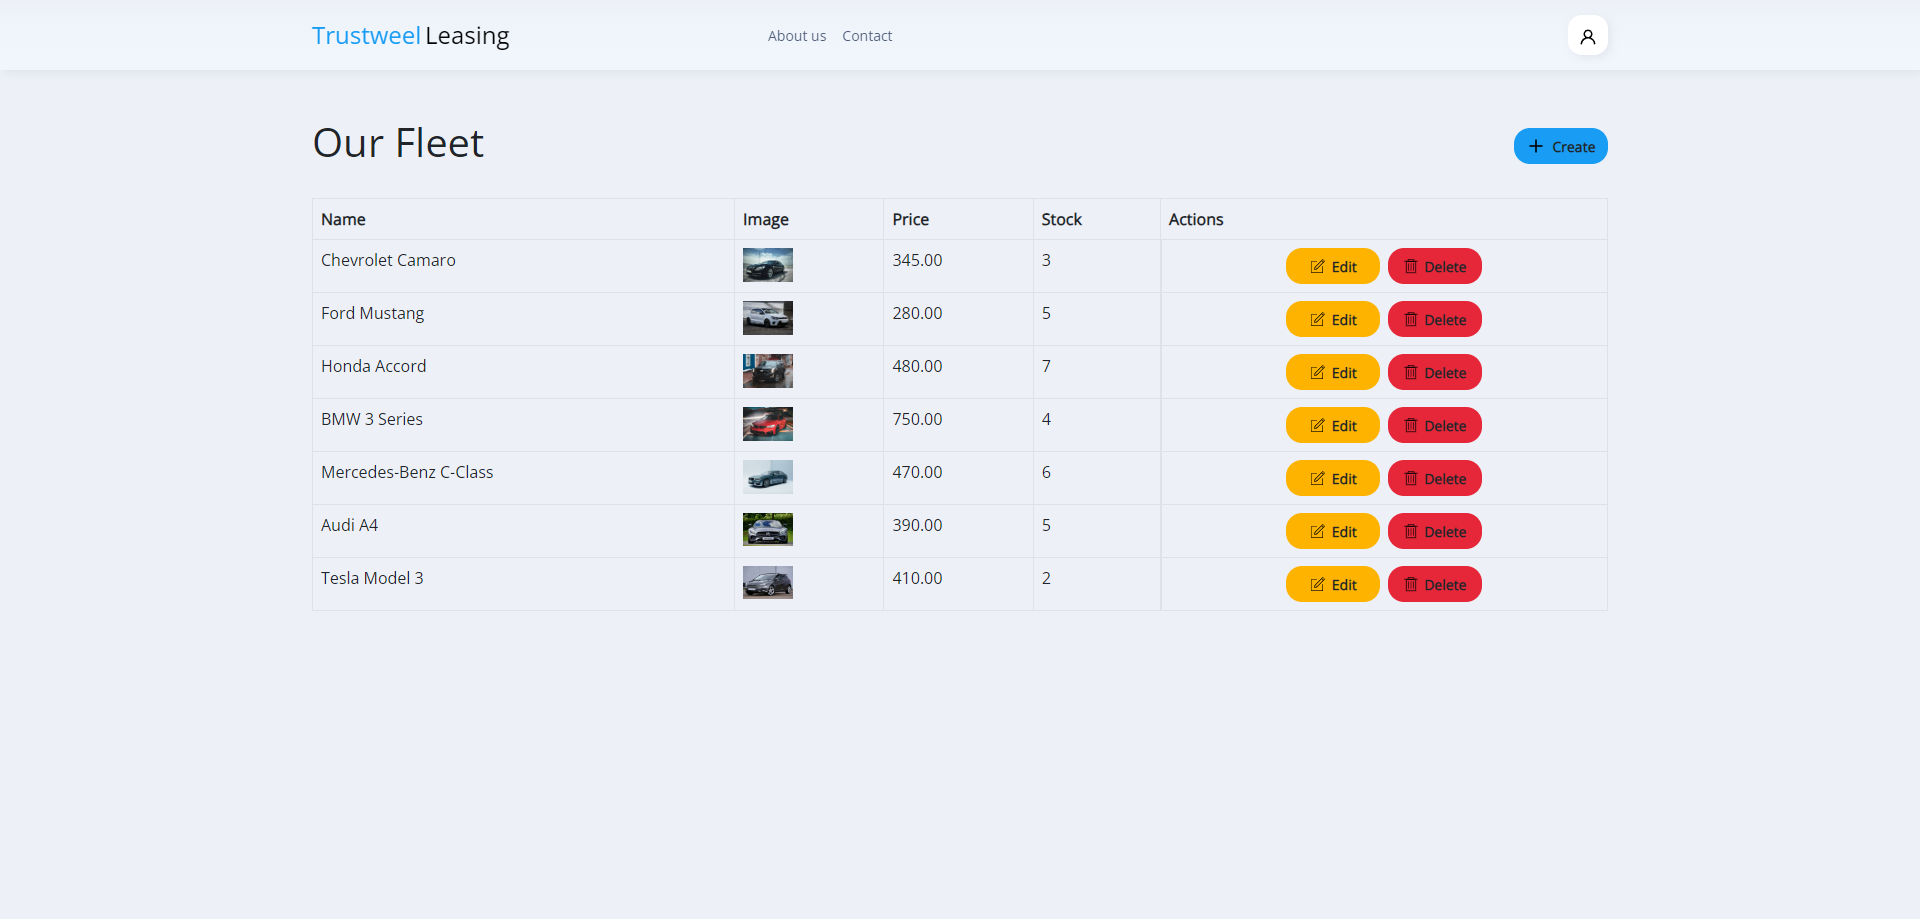 Trustweel Leasing About us Contact
Our Fleet Create
Name Image Price Stock Actions
Chevrolet Camaro 345.00 3 Edit Delete
Ford Mustang 280.00 5 Edit Delete
Honda Accord 480.00 7 Edit Delete
BMW 3 Series 750.00 4 Edit Delete
Mercedes-Benz C-Class 470.00 6 Edit Delete
Audi A4 390.00 5 Edit Delete
Tesla Model 3 410.00 2 Edit Delete